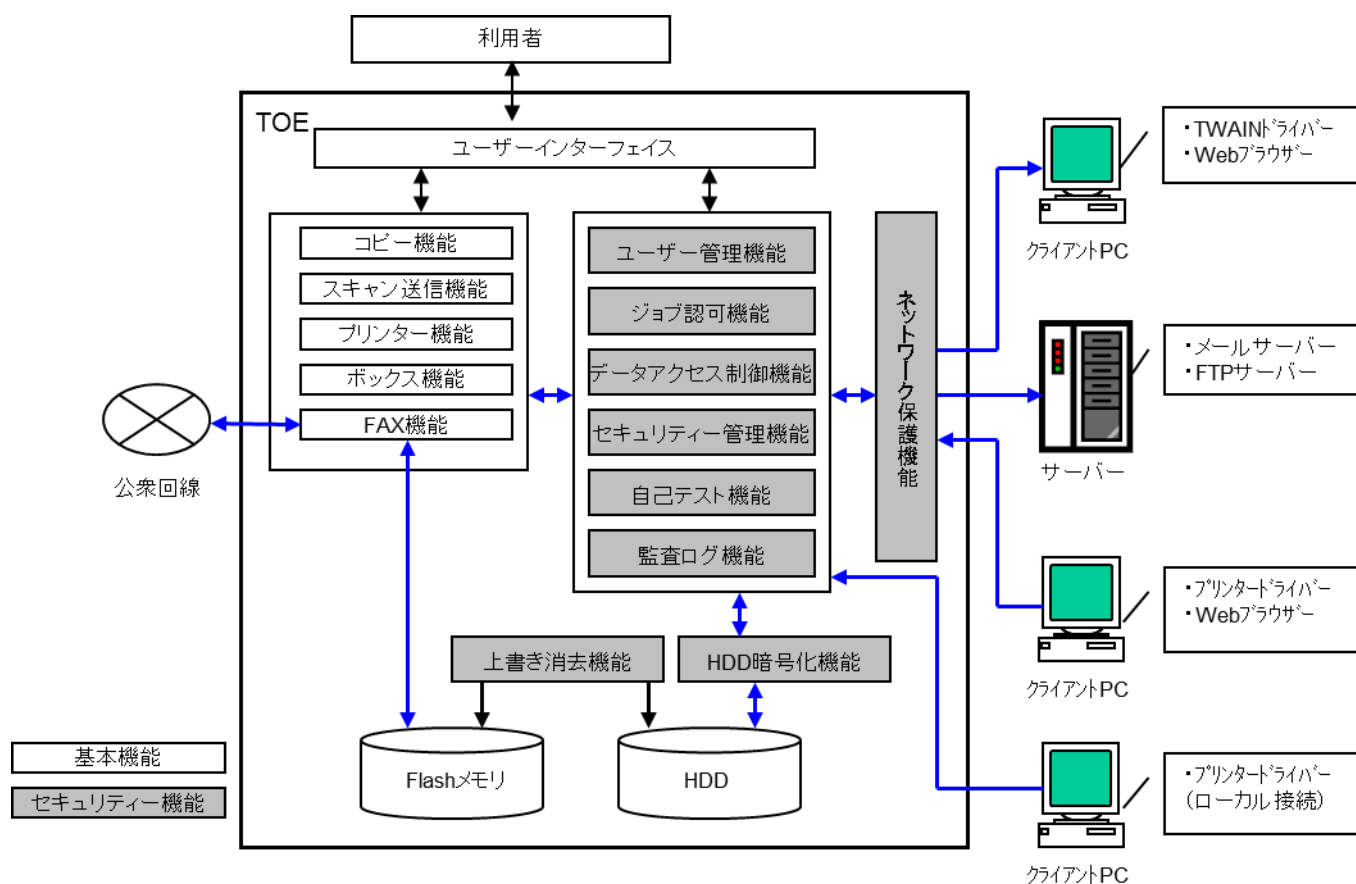 利用者
TOE
ユーザーインターフェイス
コピー機能
スキャン送信機能
プリンター機能
ボックス機能
FAX機能
ユーザー管理機能
ジョブ認可機能
データアクセス制御機能
セキュリティー管理機能
自己テスト機能
監査ログ機能
ネットワーク保護機能
公衆回線
上書き消去機能
HDD暗号化機能
Flashメモリ
HDD
基本機能
セキュリティー機能
・TWAINﾄﾞﾗｲﾊﾞｰ
・Webﾌﾞﾗｳｻﾞｰ
ｸﾗｲｱﾝﾄPC
・メールサーバー
・FTPサーバー
サーバー
・ﾌﾟﾘﾝﾀｰﾄﾞﾗｲﾊﾞｰ
・Webﾌﾞﾗｳｻﾞｰ
ｸﾗｲｱﾝﾄPC
・ﾌﾟﾘﾝﾀｰﾄﾞﾗｲﾊﾞｰ
(ローカル接続)
ｸﾗｲｱﾝﾄPC